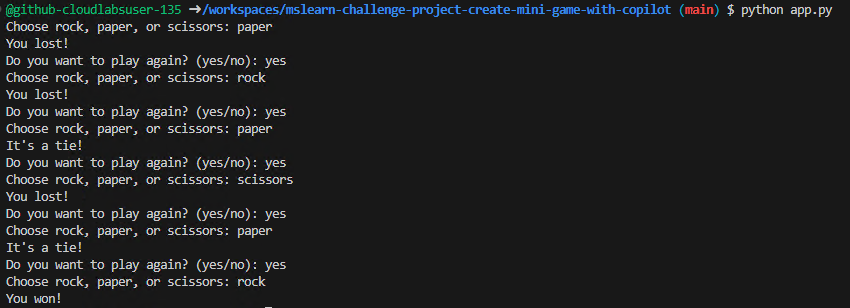 @github-cloudlabsuser-135 ➜/workspaces/mslearn-challenge-project-create-mini-game-with-copilot (main) $ python app.py
Choose rock, paper, or scissors: paper
You lost!
Do you want to play again? (yes/no): yes
Choose rock, paper, or scissors: rock
You lost!
Do you want to play again? (yes/no): yes
Choose rock, paper, or scissors: paper
It's a tie!
Do you want to play again? (yes/no): yes
Choose rock, paper, or scissors: scissors
You lost!
Do you want to play again? (yes/no): yes
Choose rock, paper, or scissors: paper
It's a tie!
Do you want to play again? (yes/no): yes
Choose rock, paper, or scissors: rock
You won!